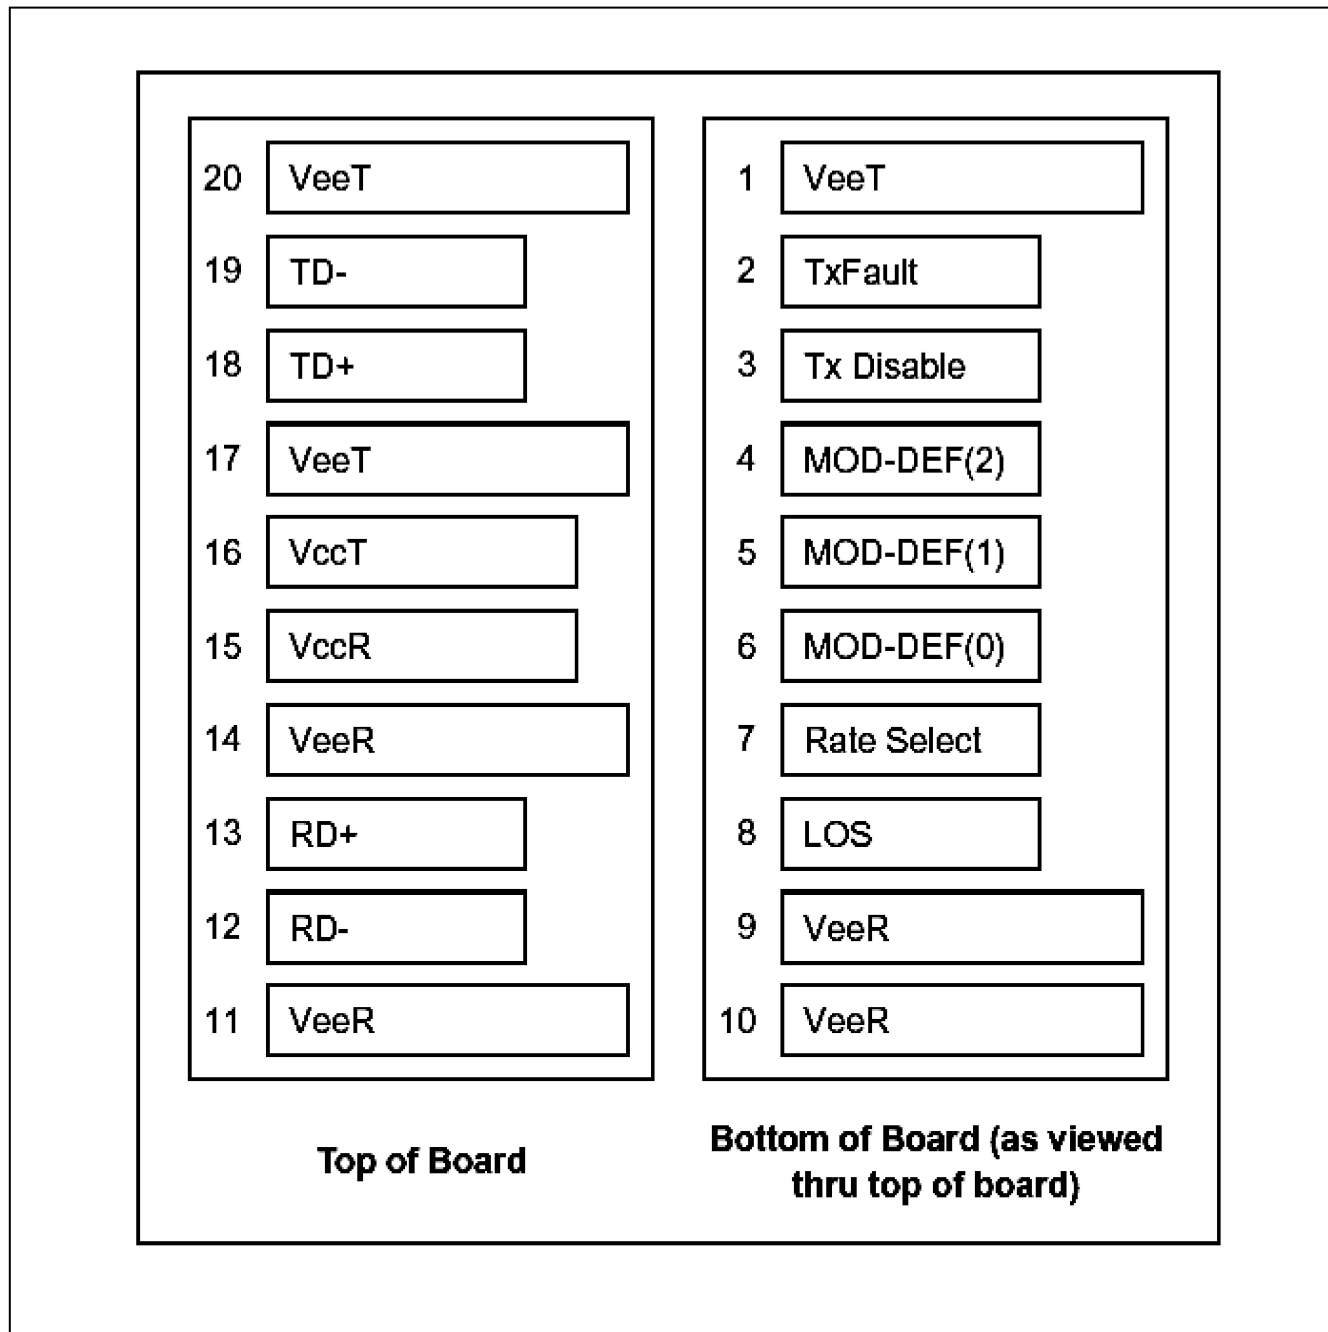 20 VeeT
19 TD-
18 TD+
17 VeeT
16 VccT
15 VccR
14 VeeR
13 RD+
12 RD-
11 VeeR
Top of Board
1 VeeT
2 TxFault
3 Tx Disable
4 MOD-DEF(2)
5 MOD-DEF(1)
6 MOD-DEF(0)
7 Rate Select
8 LOS
9 VeeR
10 VeeR
Bottom of Board (as viewed
thru top of board)